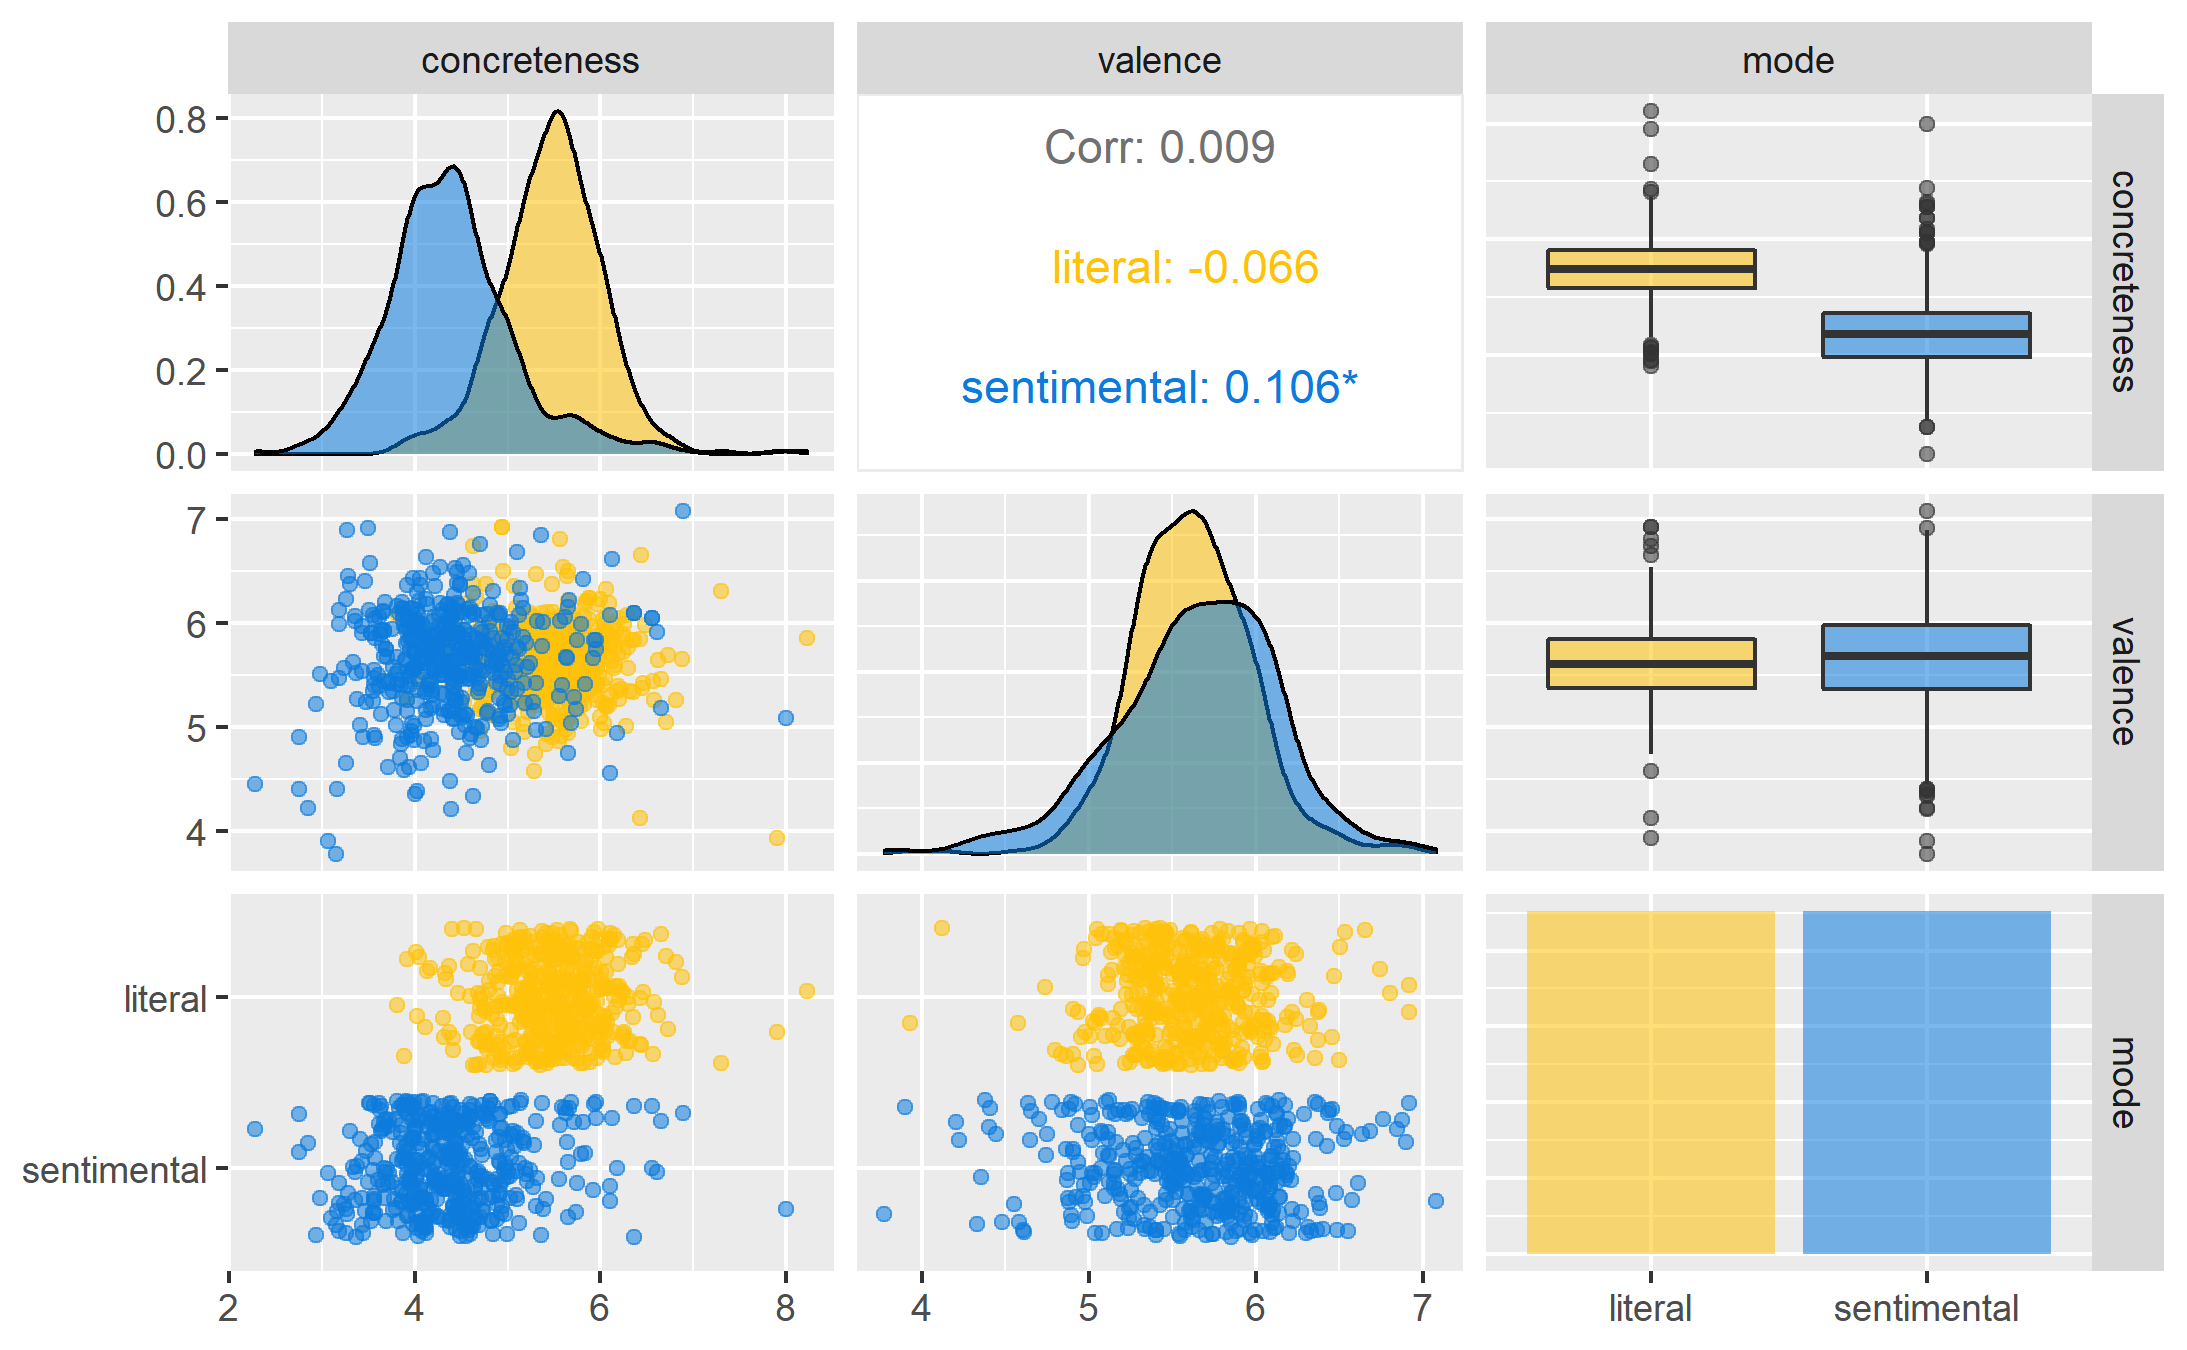 concreteness
valence
mode
0.8
0.6
0.4
0.2
0.0
Corr: 0.009
literal: -0.066
sentimental: 0.106*
concreteness
7
6
5
4
valence
literal
sentimental
mode
2
4
6
8
4
5
6
7
literal
sentimental